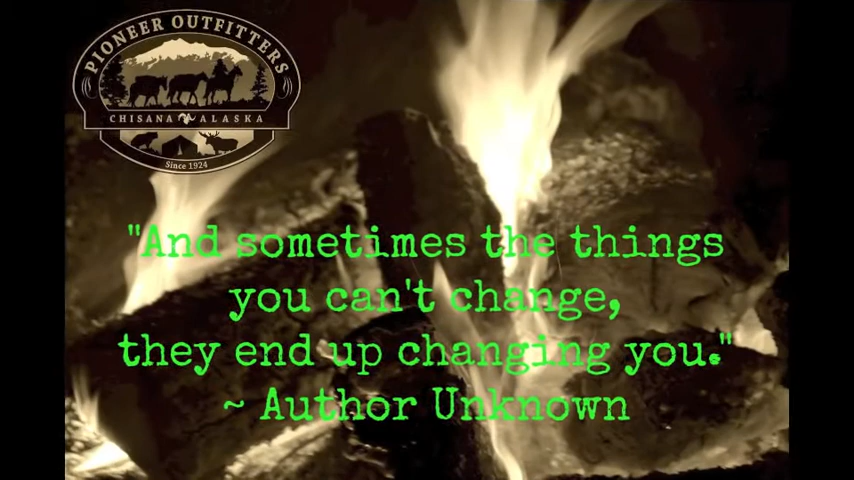 PIONEER OUTFITTERS
CHISANA ALASKA
Since 1924
"And sometimes the things
you can't change,
they end up changing you."
~ Author Unknown